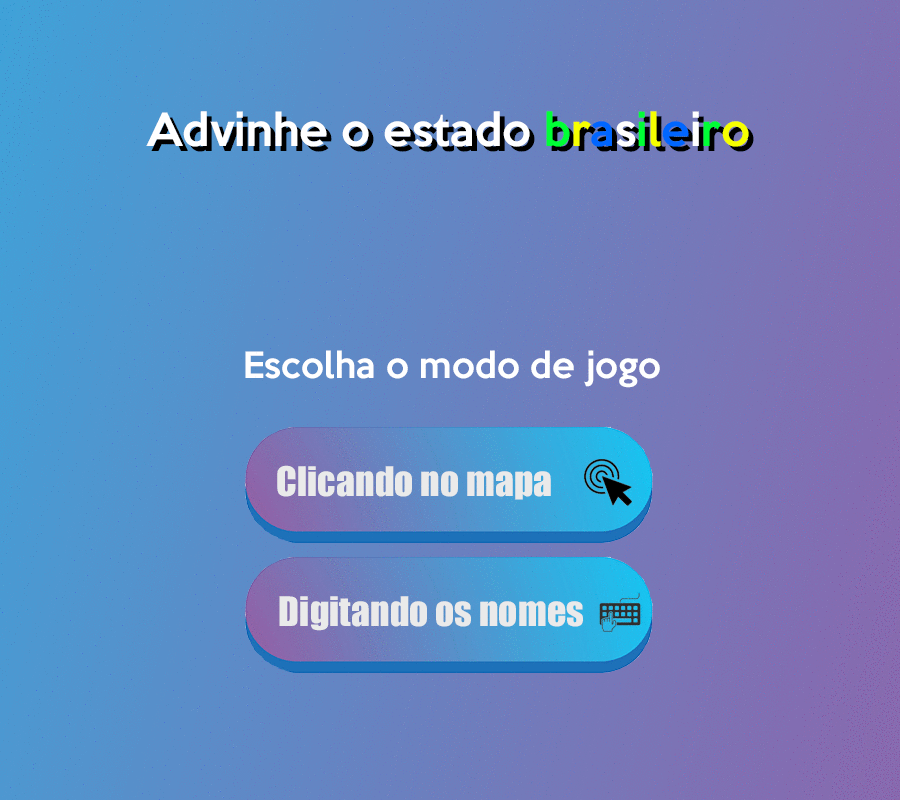 Advinhe o estado brasileiro
Escolha o modo de jogo
Clicando no mapa
Digitando os nomes